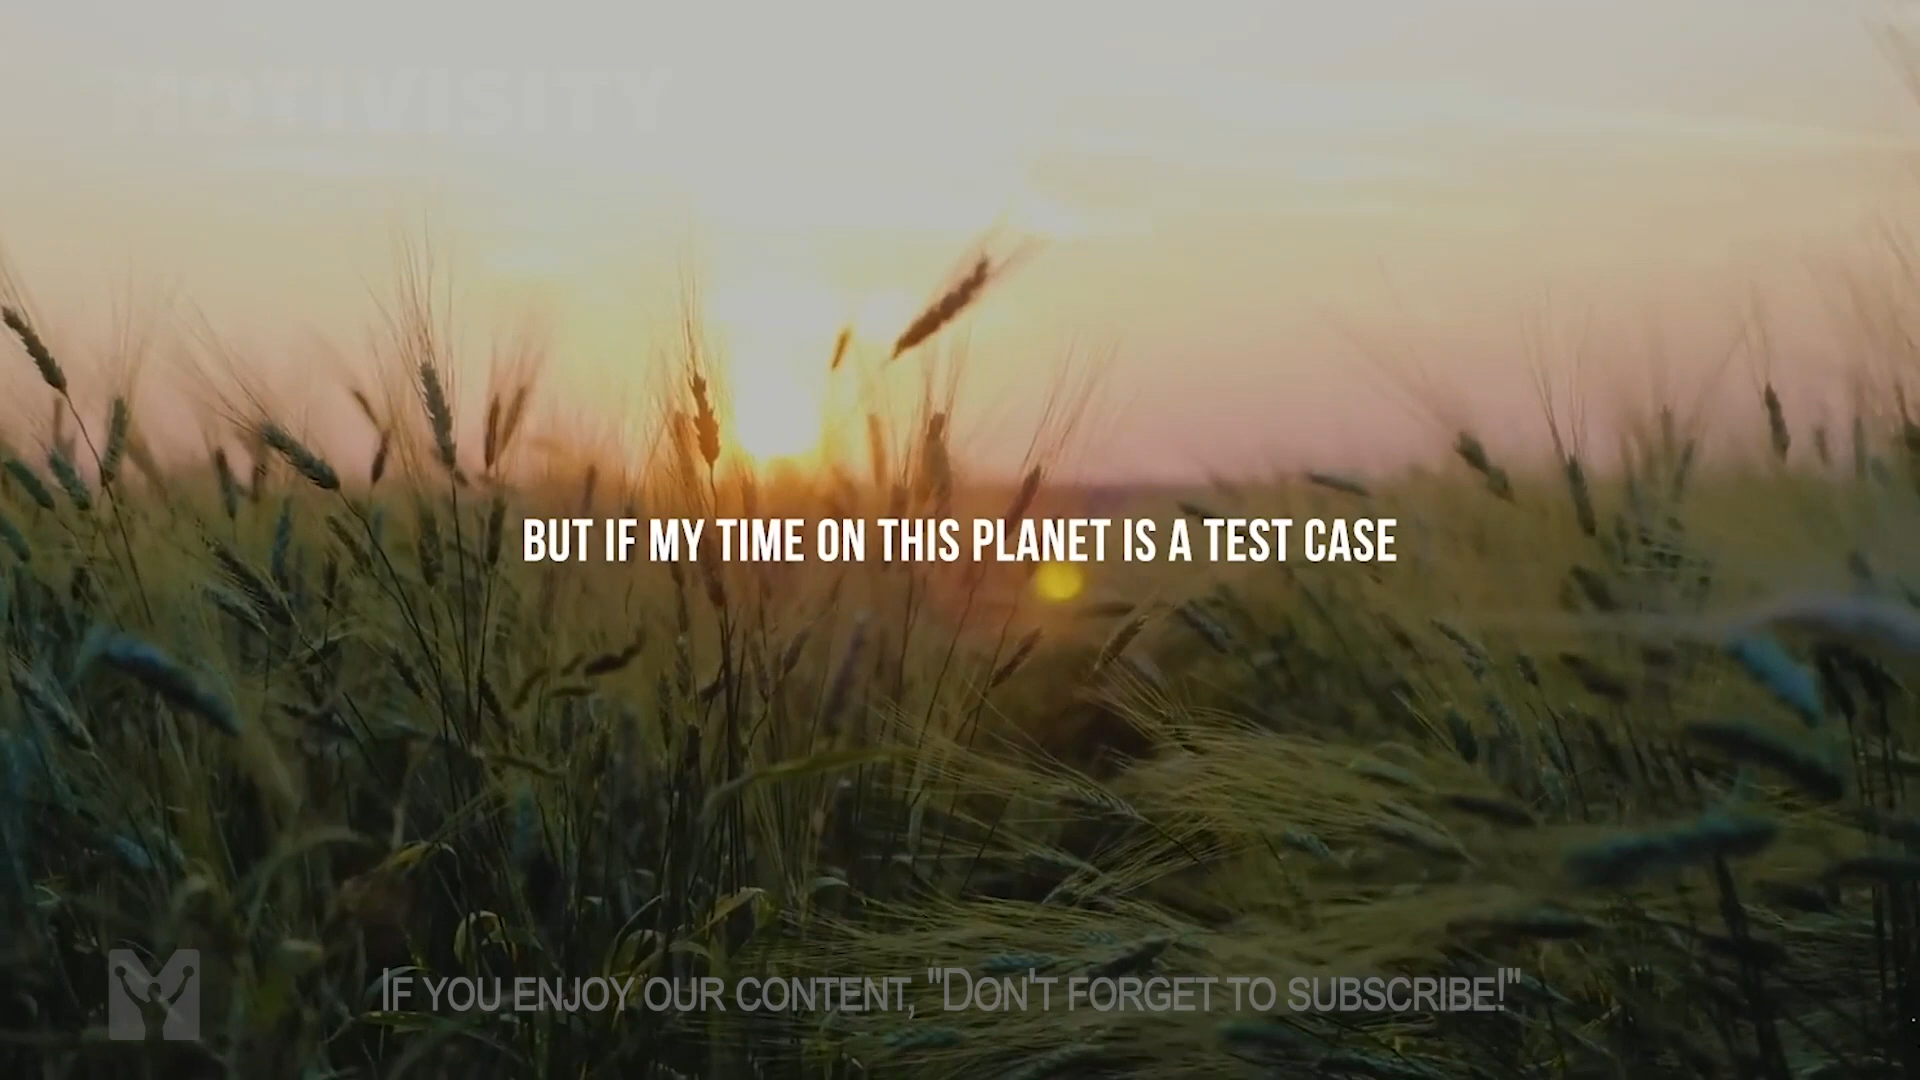 MOTIVISITY
BUT IF MY TIME ON THIS PLANET IS A TEST CASE
IF YOU ENJOY OUR CONTENT, "DON'T FORGET TO SUBSCRIBE!"